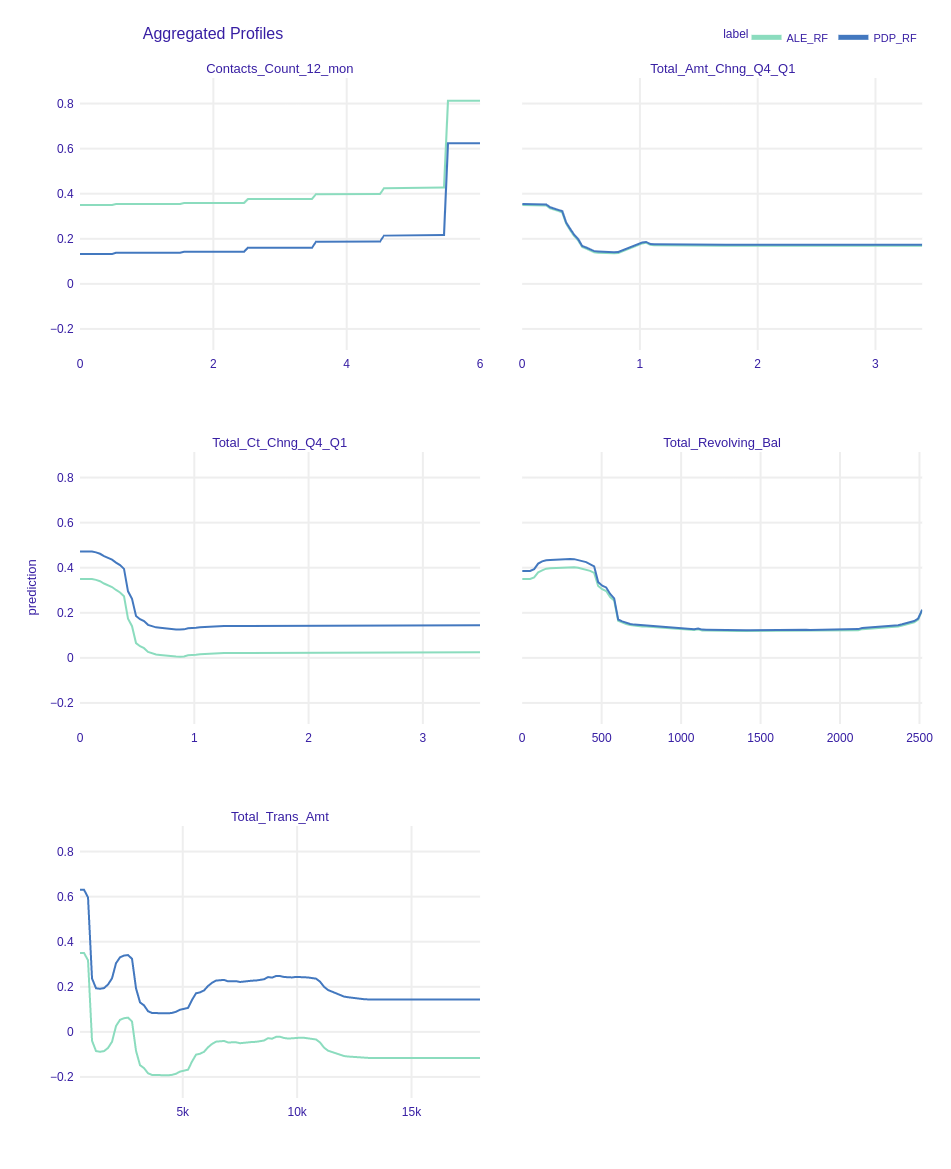 Aggregated Profiles
label ALE_RF PDP_RF
Contacts_Count_12_mon
Total_Amt_Chng_Q4_Q1
0.8
0.6
0.4
0.2
0
−0.2
0 2 4 6
0 1 2 3
Total_Ct_Chng_Q4_Q1
Total_Revolving_Bal
prediction
0.8
0.6
0.4
0.2
0
−0.2
0 1 2 3
0 500 1000 1500 2000 2500
Total_Trans_Amt
0.8
0.6
0.4
0.2
0
−0.2
5k 10k 15k